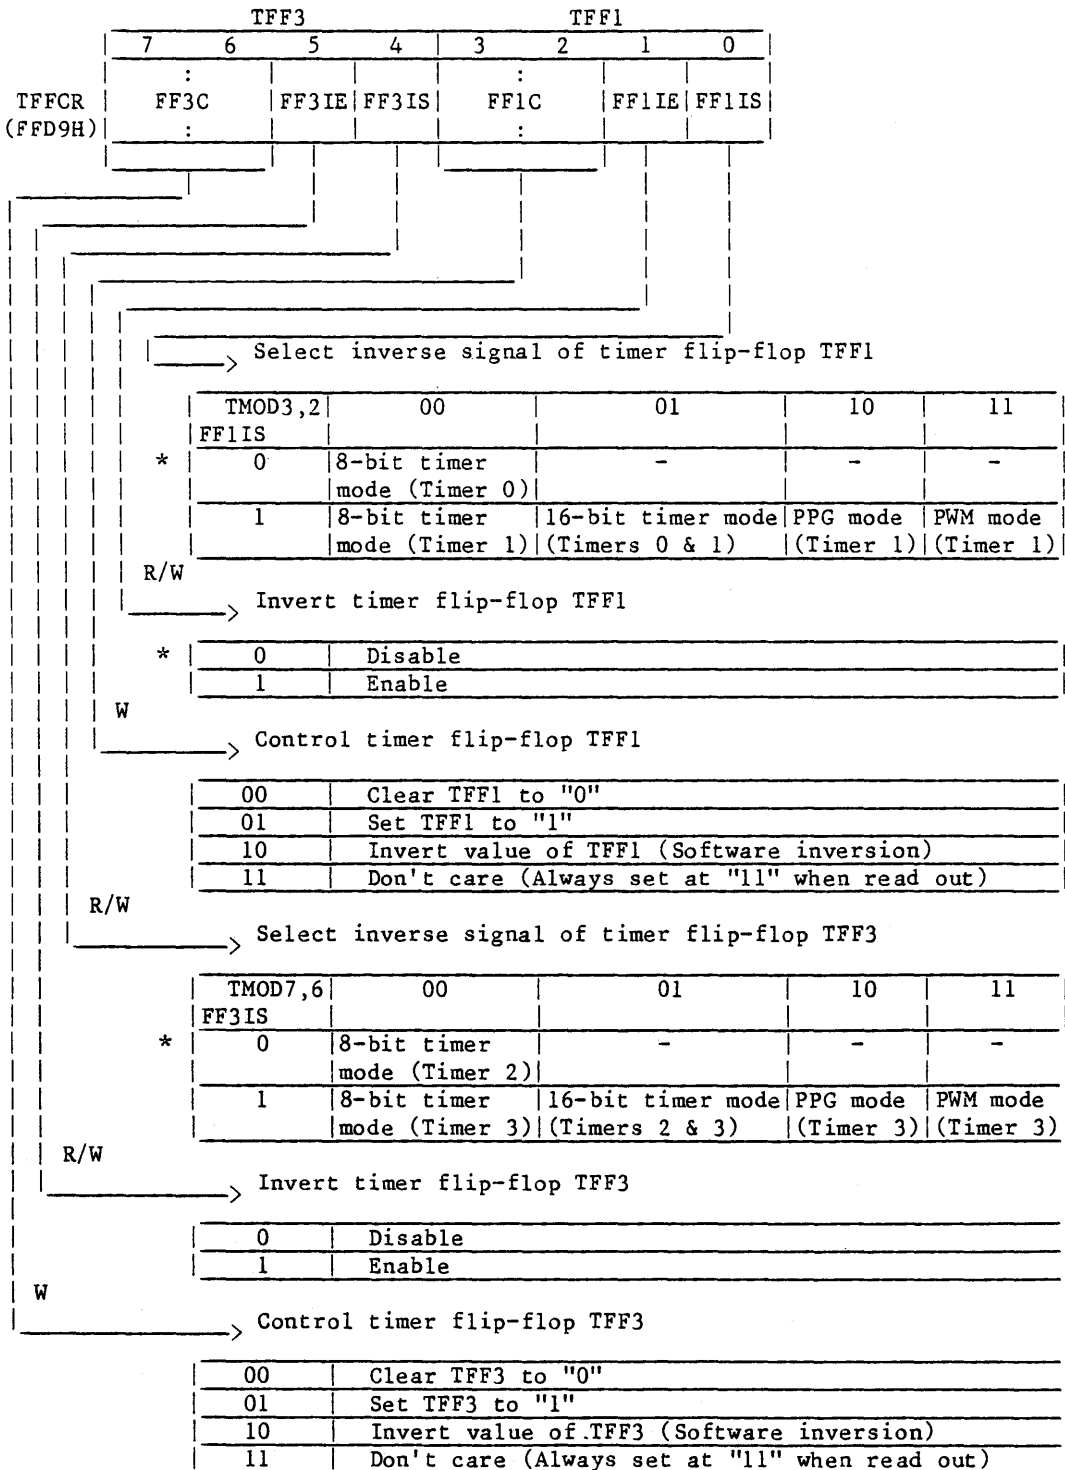 TFF3 TFF1
7 6 5 4 3 2 1 0
: :
TFFCR FF3C FF3IE FF3IS FF1C FF1IE FF1IS
(FFD9H) : :
Select inverse signal of timer flip-flop TFF1
TMOD3,2 00 01 10 11
FF1IS
* 0 8-bit timer - - -
mode (Timer 0)
1 8-bit timer 16-bit timer mode PPG mode PWM mode
mode (Timer 1) (Timers 0 & 1) (Timer 1) (Timer 1)
R/W
Invert timer flip-flop TFF1
* 0 Disable
1 Enable
W
Control timer flip-flop TFF1
00 Clear TFF1 to "0"
01 Set TFF1 to "1"
10 Invert value of TFF1 (Software inversion)
11 Don't care (Always set at "11" when read out)
R/W
Select inverse signal of timer flip-flop TFF3
TMOD7,6 00 01 10 11
FF3IS
* 0 8-bit timer - - -
mode (Timer 2)
1 8-bit timer 16-bit timer mode PPG mode PWM mode
mode (Timer 3) (Timers 2 & 3) (Timer 3) (Timer 3)
R/W
Invert timer flip-flop TFF3
0 Disable
1 Enable
W
Control timer flip-flop TFF3
00 Clear TFF3 to "0"
01 Set TFF3 to "1"
10 Invert value of TFF3 (Software inversion)
11 Don't care (Always set at "11" when read out)